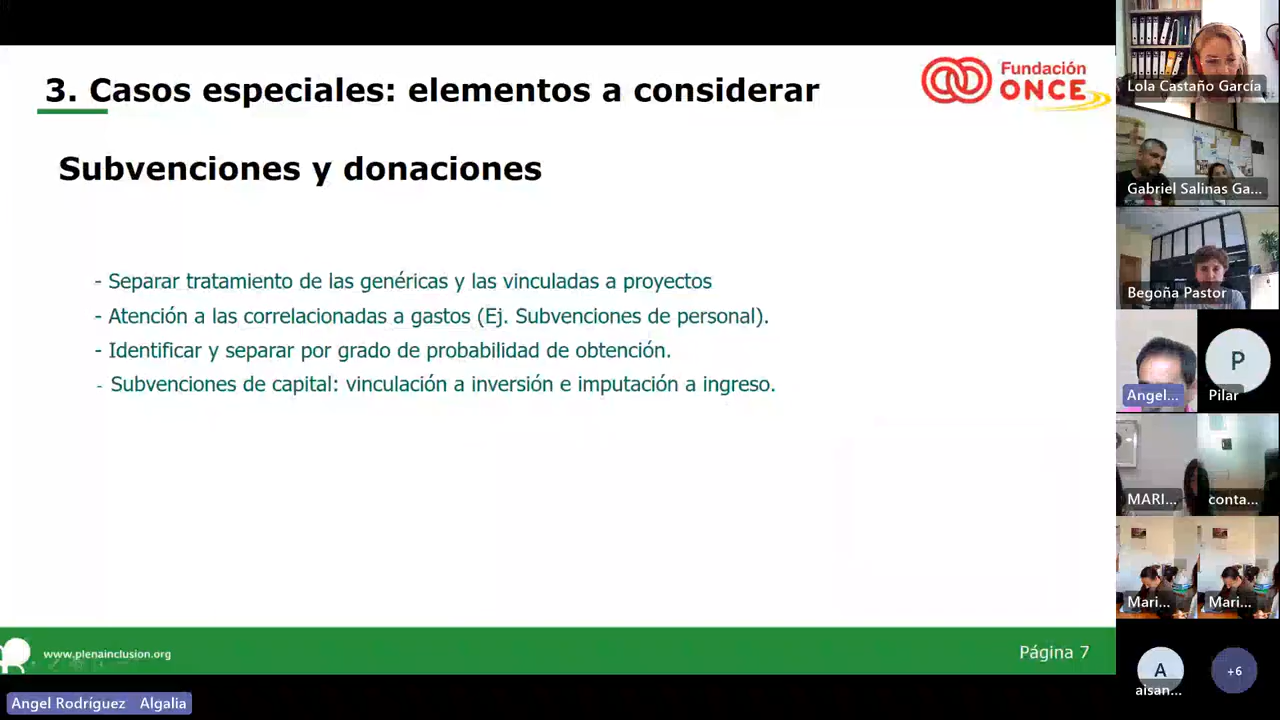 3. Casos especiales: elementos a considerar
Fundación
ONCE
Subvenciones y donaciones
- Separar tratamiento de las genéricas y las vinculadas a proyectos
- Atención a las correlacionadas a gastos (Ej. Subvenciones de personal).
- Identificar y separar por grado de probabilidad de obtención.
- Subvenciones de capital: vinculación a inversión e imputación a ingreso.
www.plenainclusion.org
Página 7
Angel Rodríguez Algalia
Lola Castaño García
Gabriel Salinas Ga...
Begoña Pastor
Angel...
P
Pilar
MARI...
conta...
Mari...
Mari...
A
aisan...
+6